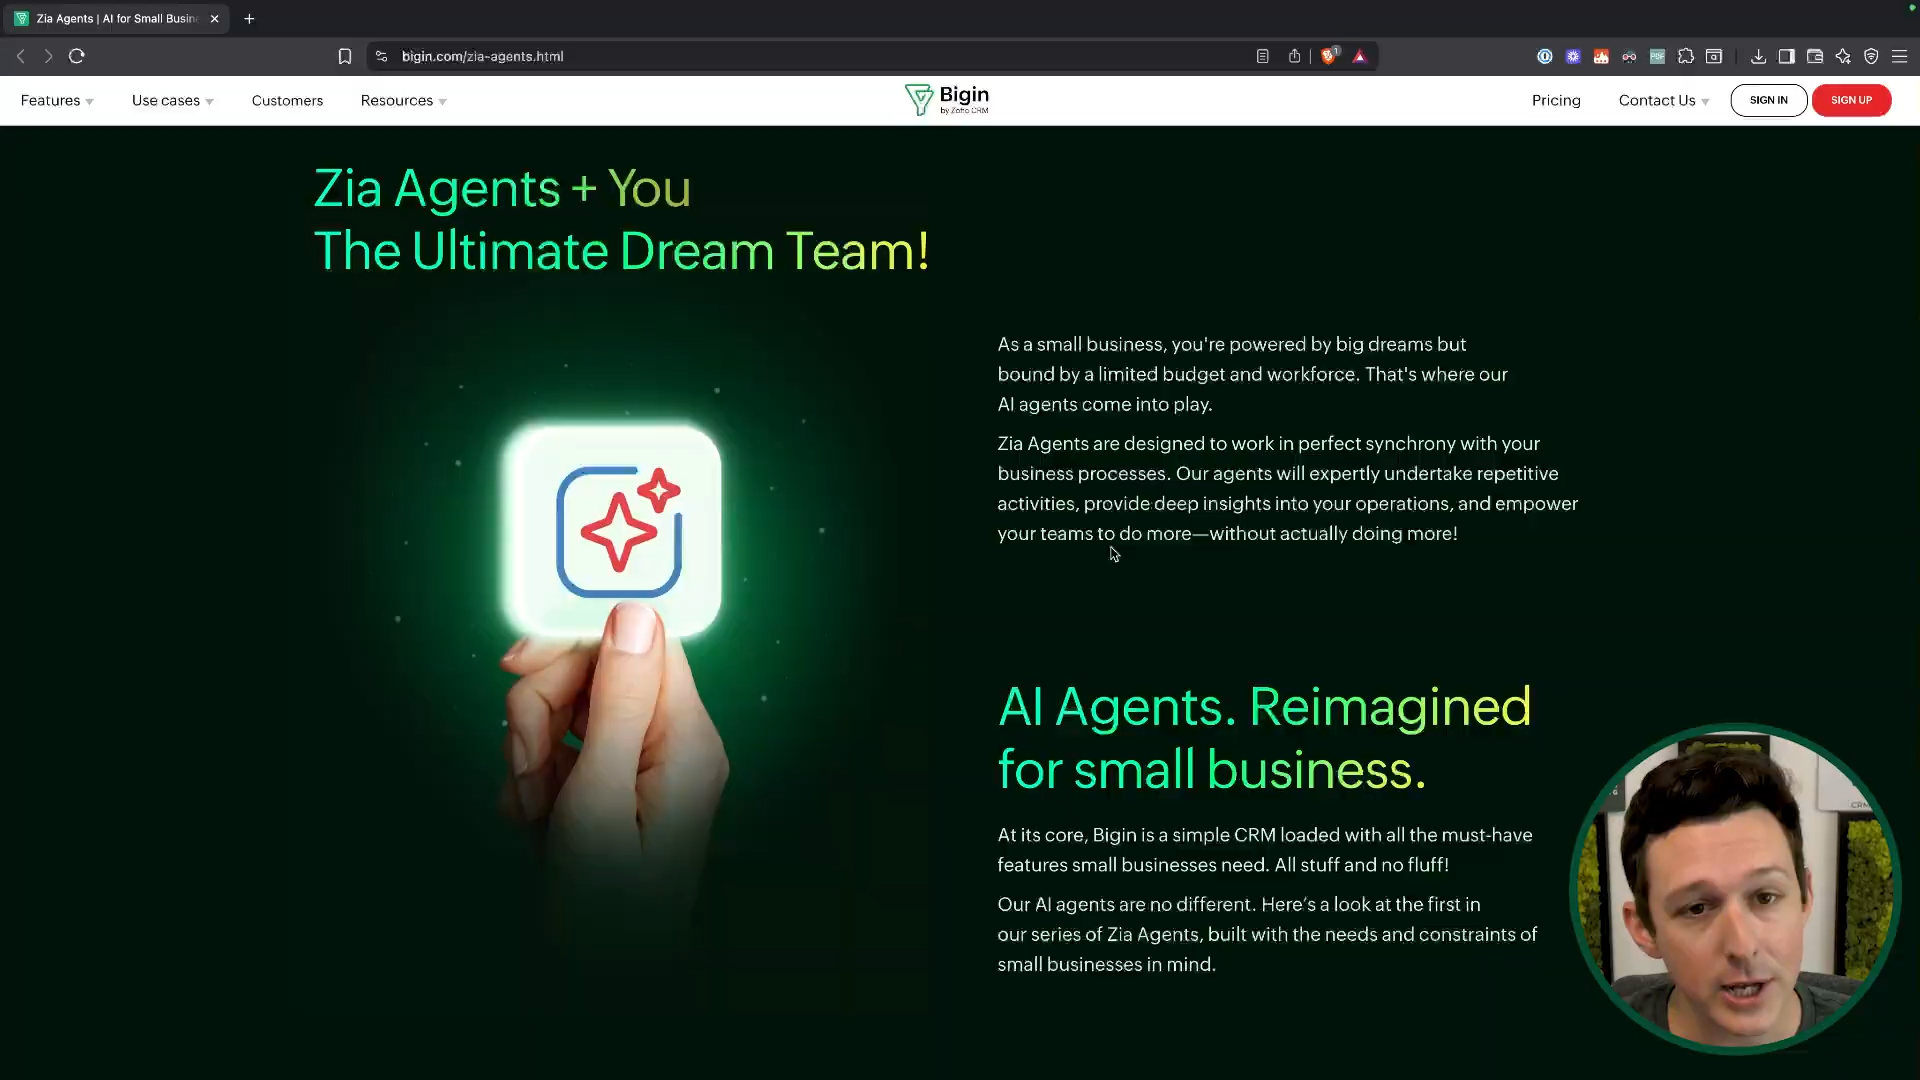 Zia Agents | AI for Small Busin
bigin.com/zia-agents.html
1
PDF
Features
Use cases
Customers
Resources
Bigin
by Zoho CRM
Pricing
Contact Us
SIGN IN
SIGN UP
Zia Agents + You
The Ultimate Dream Team!
As a small business, you're powered by big dreams but
bound by a limited budget and workforce. That's where our
AI agents come into play.
Zia Agents are designed to work in perfect synchrony with your
business processes. Our agents will expertly undertake repetitive
activities, provide deep insights into your operations, and empower
your teams to do more—without actually doing more!
AI Agents. Reimagined
for small business.
At its core, Bigin is a simple CRM loaded with all the must-have
features small businesses need. All stuff and no fluff!
Our AI agents are no different. Here’s a look at the first in
our series of Zia Agents, built with the needs and constraints of
small businesses in mind.
CRM